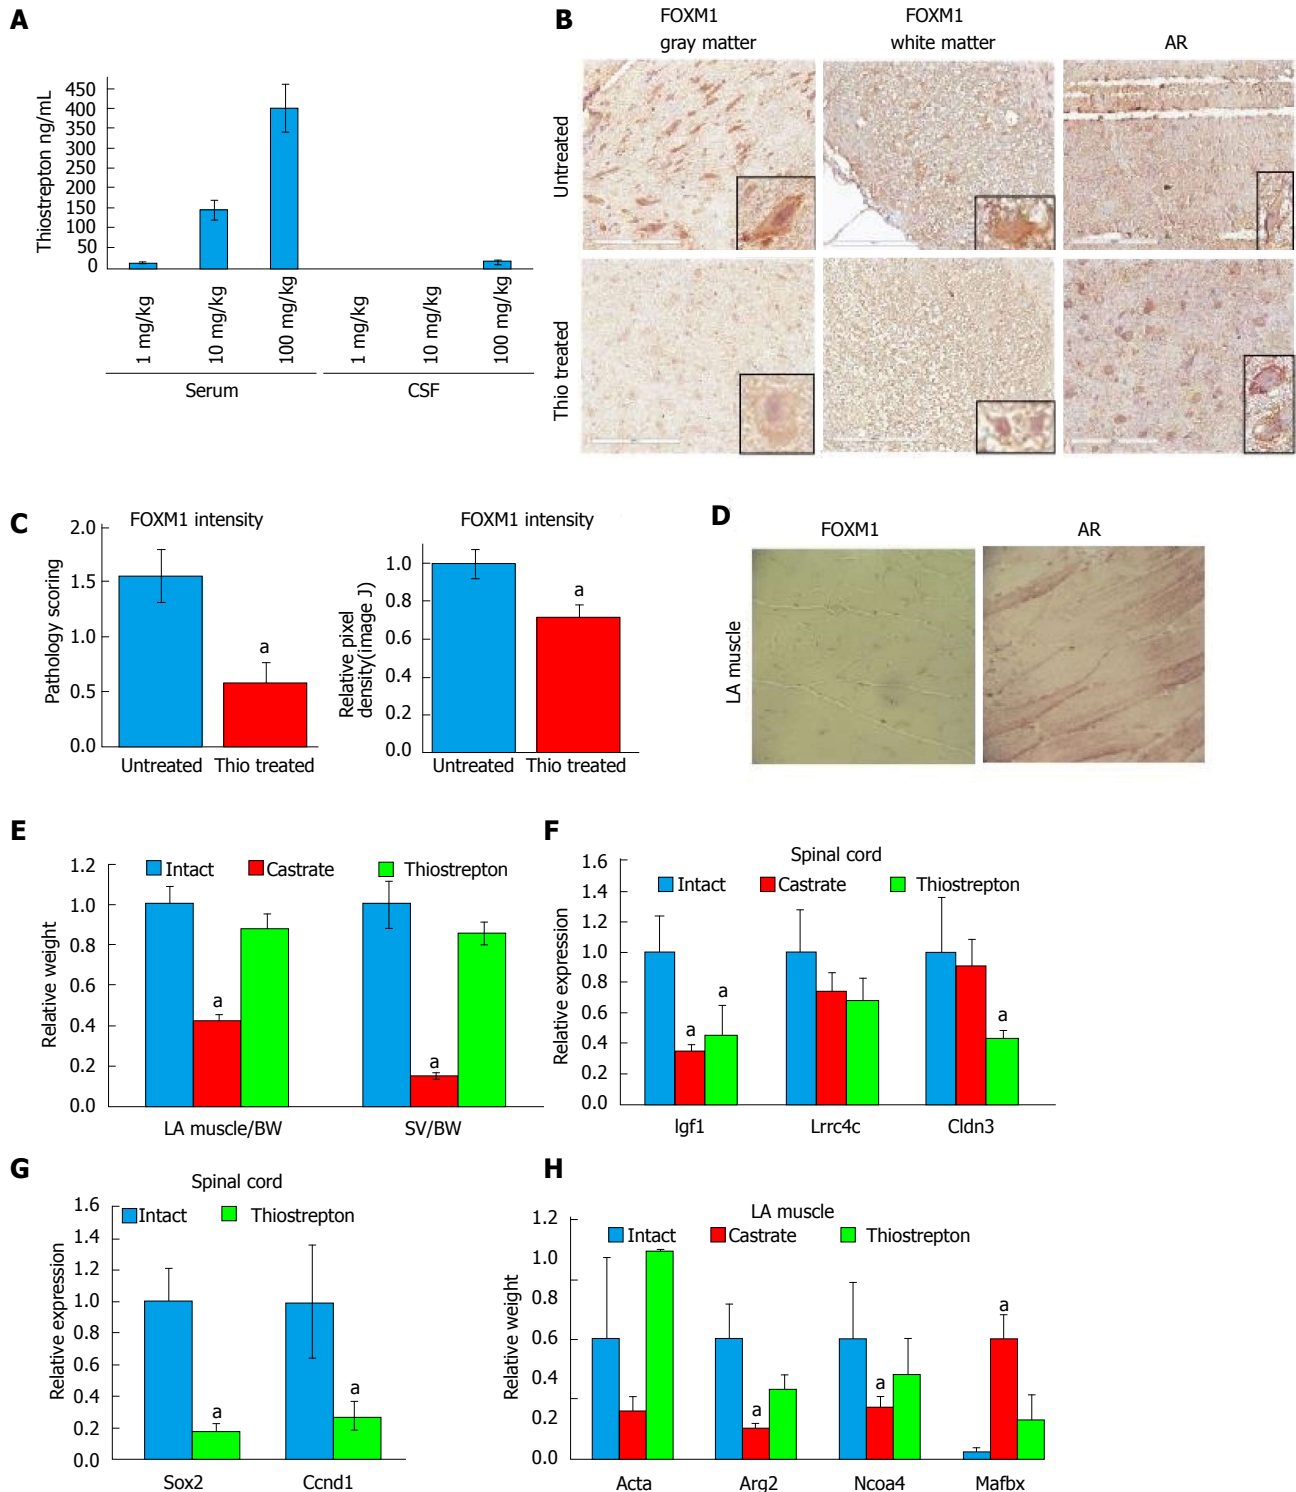 A
Thiostrepton ng/mL
450
400
350
300
250
200
150
100
50
0
1 mg/kg
10 mg/kg
100 mg/kg
1 mg/kg
10 mg/kg
100 mg/kg
Serum
CSF
B
FOXM1
gray matter
FOXM1
white matter
AR
Untreated
Thio treated
C
FOXM1 intensity
Pathology scoring
2.0
1.5
1.0
0.5
0.0
a
Untreated
Thio treated
FOXM1 intensity
Relative pixel
density(image J)
1.0
0.8
0.6
0.4
0.2
0.0
a
Untreated
Thio treated
D
FOXM1
AR
LA muscle
E
Relative weight
1.2
1.0
0.8
0.6
0.4
0.2
0.0
Intact
Castrate
Thiostrepton
a
a
LA muscle/BW
SV/BW
F
Spinal cord
Relative expression
1.6
1.4
1.2
1.0
0.8
0.6
0.4
0.2
0.0
Intact
Castrate
Thiostrepton
a
a
a
Igf1
Lrrc4c
Cldn3
G
Spinal cord
Relative expression
1.6
1.4
1.2
1.0
0.8
0.6
0.4
0.2
0.0
Intact
Thiostrepton
a
a
Sox2
Ccnd1
H
LA muscle
Relative weight
1.2
1.0
0.8
0.6
0.4
0.2
0.0
Intact
Castrate
Thiostrepton
a
a
a
Acta
Arg2
Ncoa4
Mafbx